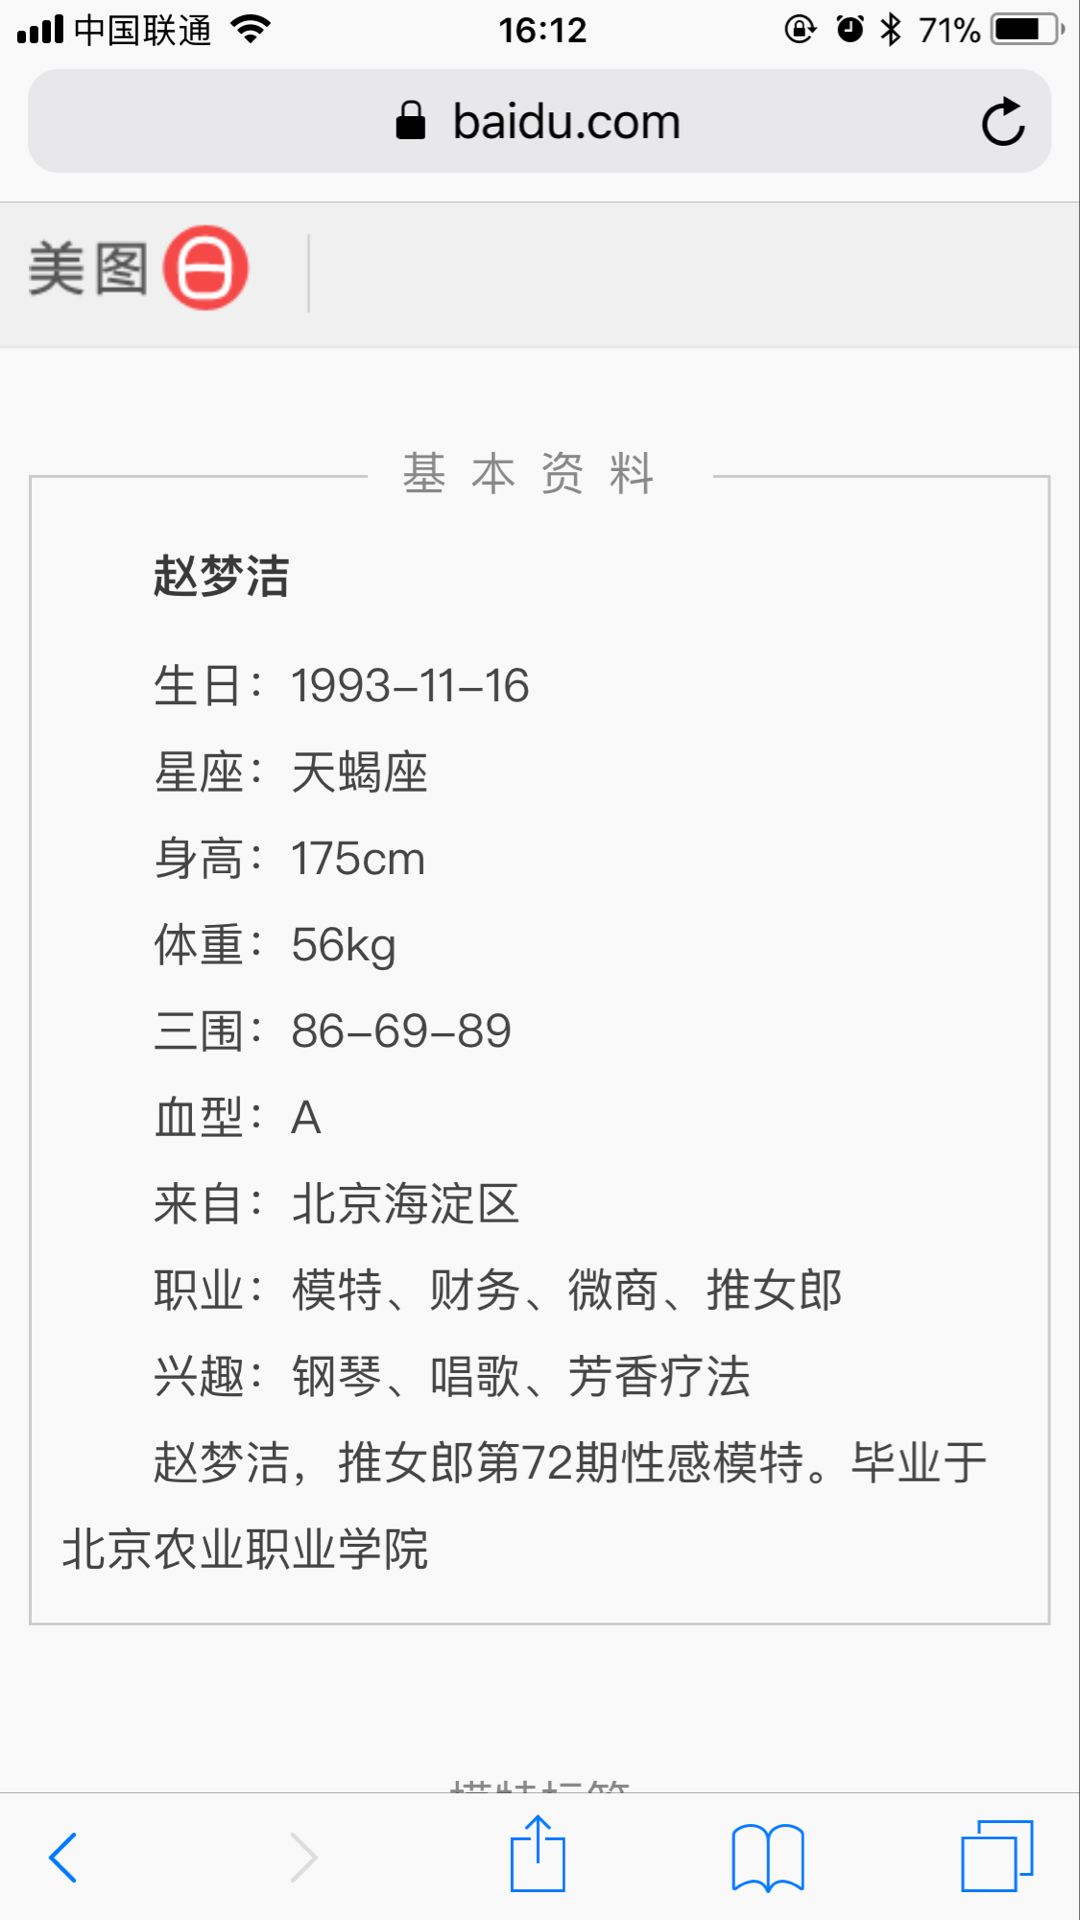 中国联通 16:12 71%
baidu.com
美图日
基本资料
赵梦洁
生日：1993-11-16
星座：天蝎座
身高：175cm
体重：56kg
三围：86-69-89
血型：A
来自：北京海淀区
职业：模特、财务、微商、推女郎
兴趣：钢琴、唱歌、芳香疗法
赵梦洁，推女郎第72期性感模特。毕业于
北京农业职业学院